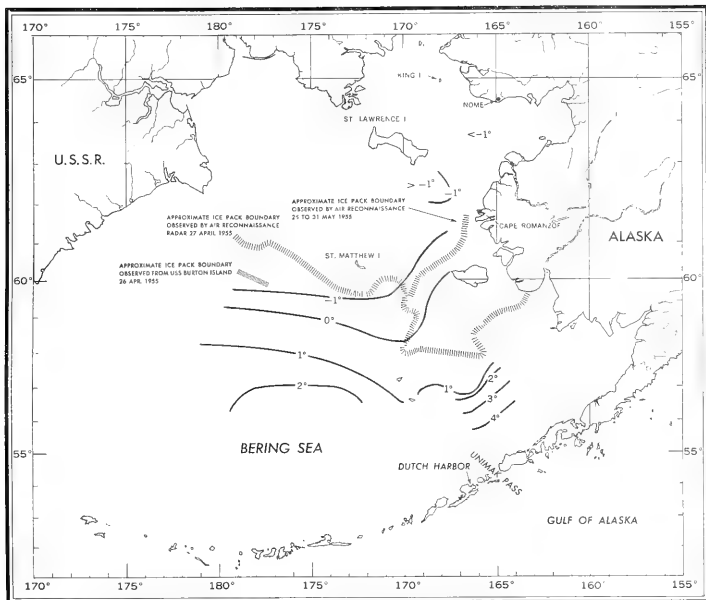 170° 175° 180° 175° 170° 165° 160° 155°
65° 65°
D.
KING I
NOME
ST LAWRENCE I
<-1°
U.S.S.R.
>-1°
-1°
APPROXIMATE ICE PACK BOUNDARY
OBSERVED BY AIR RECONNAISSANCE
25 TO 31 MAY 1955
APPROXIMATE ICE PACK BOUNDARY
OBSERVED BY AIR RECONNAISSANCE
RADAR 27 APRIL 1955
CAPE ROMANZOF
ALASKA
ST. MATTHEW I
APPROXIMATE ICE PACK BOUNDARY
OBSERVED FROM USS BURTON ISLAND
26 APR. 1955
60° 60°
-1°
0°
1°
2°
1°
2°
3°
4°
BERING SEA
55° 55°
DUTCH HARBOR
UNIMAK PASS
GULF OF ALASKA
170° 175° 180° 175° 170° 165° 160° 155°